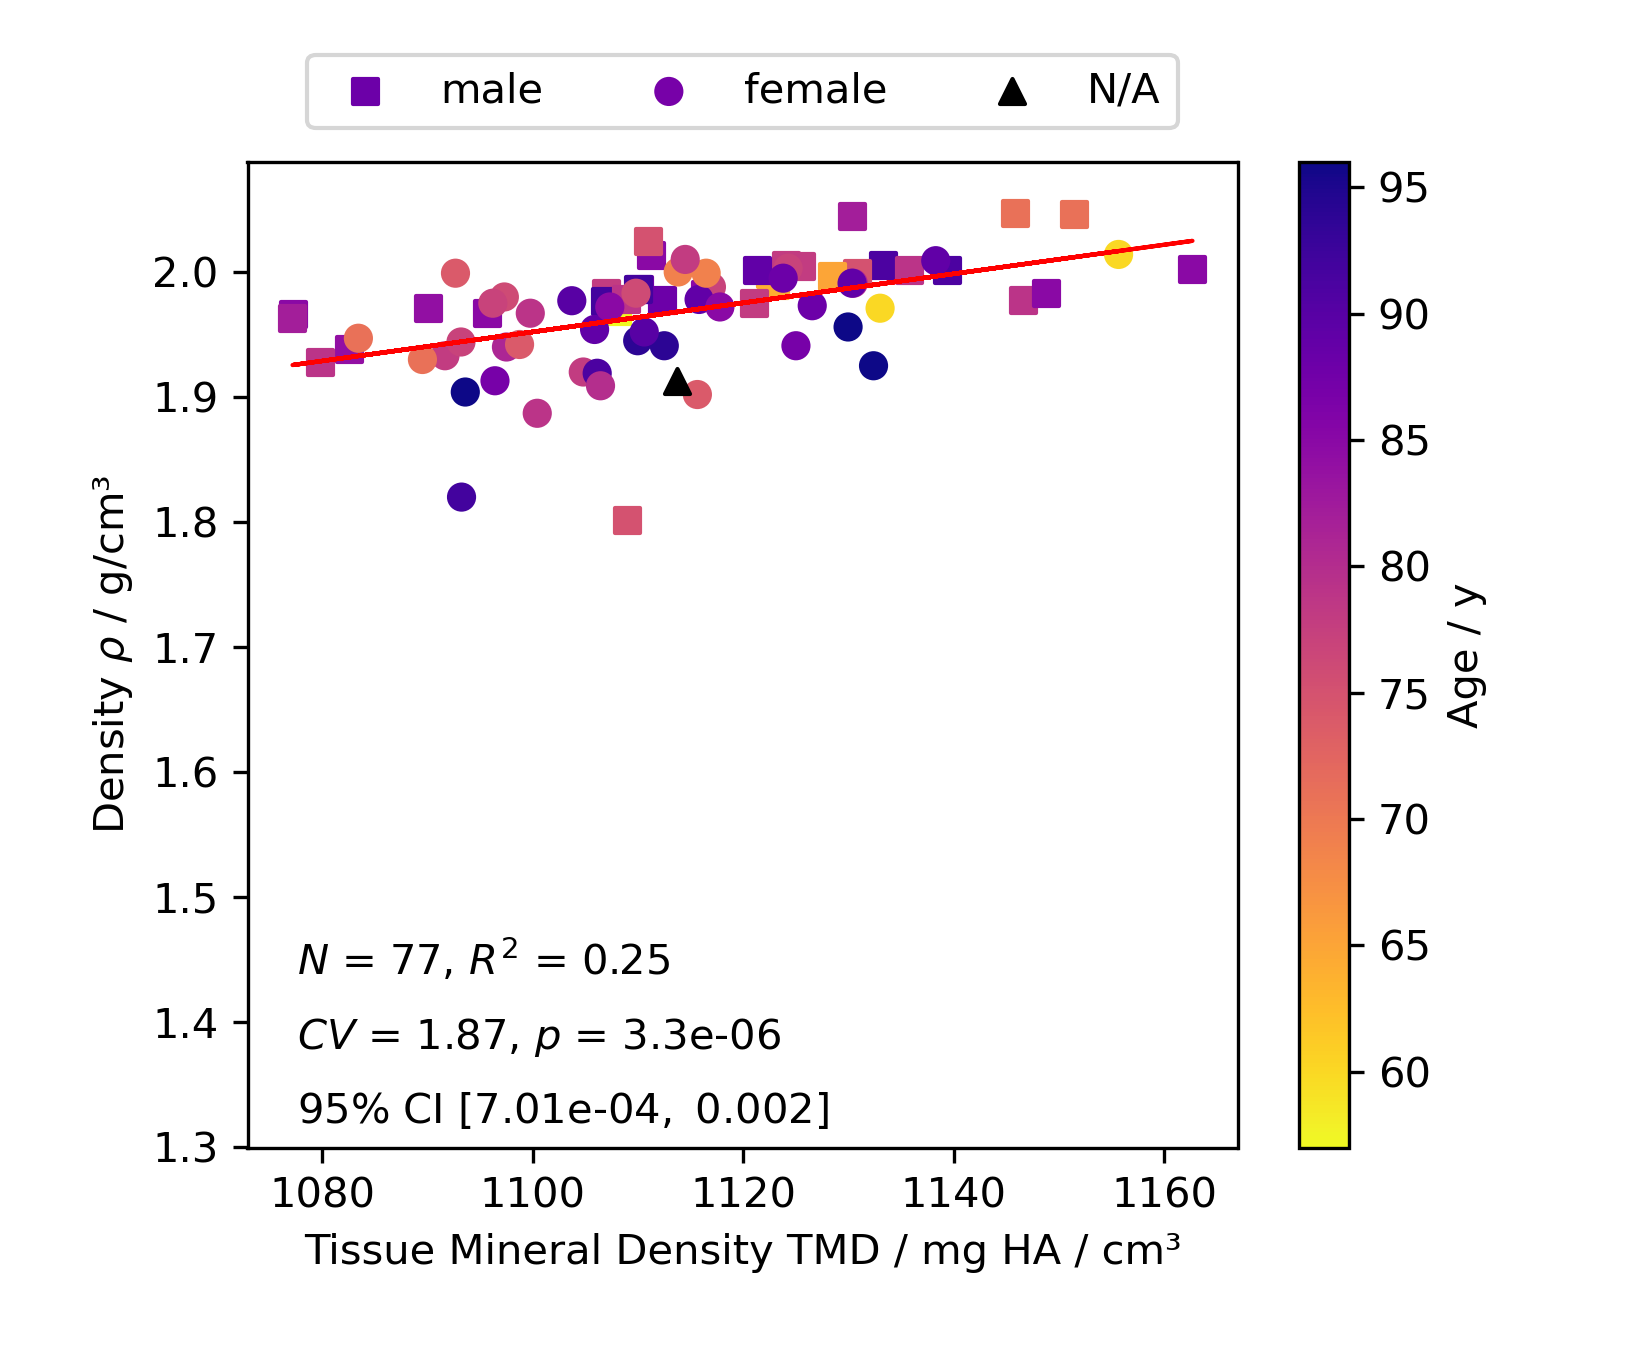 male female N/A
2.0
1.9
1.8
1.7
1.6
1.5
1.4
1.3
Density ρ / g/cm³
N = 77, R² = 0.25
CV = 1.87, p = 3.3e-06
95% CI [7.01e-04, 0.002]
1080 1100 1120 1140 1160
Tissue Mineral Density TMD / mg HA / cm³
95
90
85
80
75
70
65
60
Age / y